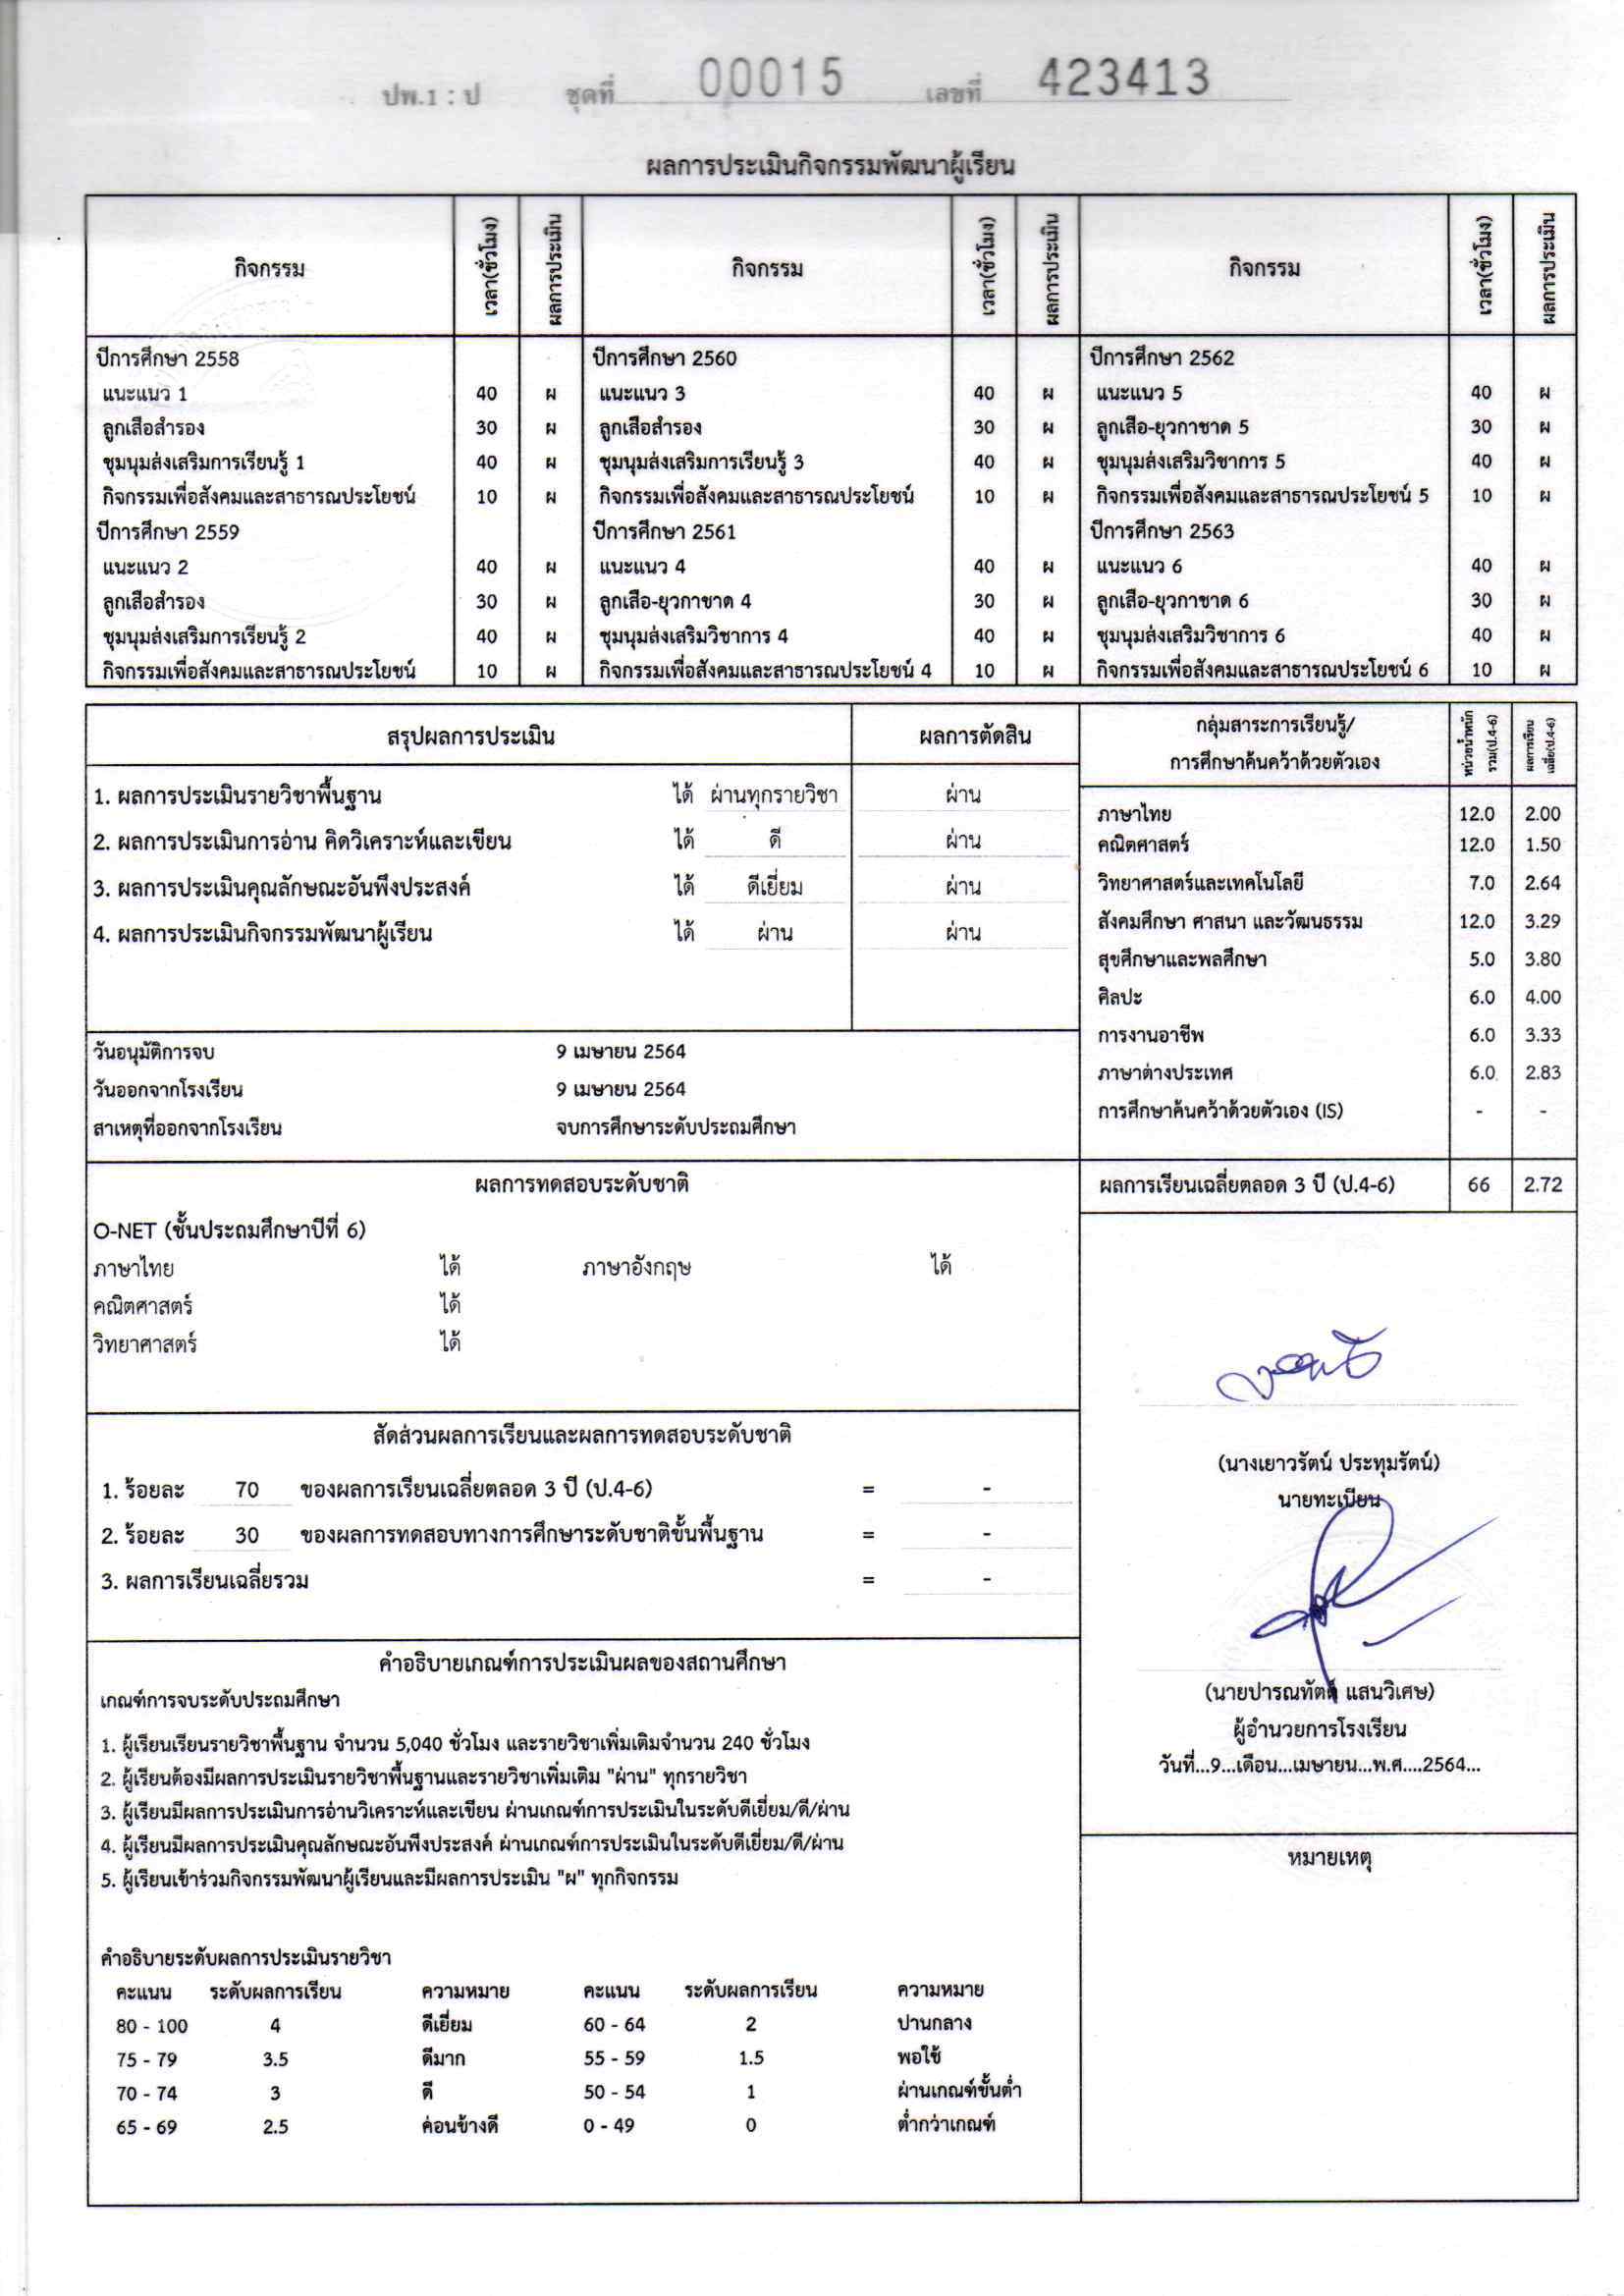 ปพ.1 : ป ชุดที่ 00015 เลขที่ 423413
ผลการประเมินกิจกรรมพัฒนาผู้เรียน
กิจกรรม เวลา(ชั่วโมง) ผลการประเมิน กิจกรรม เวลา(ชั่วโมง) ผลการประเมิน กิจกรรม เวลา(ชั่วโมง) ผลการประเมิน
ปีการศึกษา 2558 ปีการศึกษา 2560 ปีการศึกษา 2562
แนะแนว 1 40 ผ แนะแนว 3 40 ผ แนะแนว 5 40 ผ
ลูกเสือสำรอง 30 ผ ลูกเสือสำรอง 30 ผ ลูกเสือ-ยุวกาชาด 5 30 ผ
ชุมนุมส่งเสริมการเรียนรู้ 1 40 ผ ชุมนุมส่งเสริมการเรียนรู้ 3 40 ผ ชุมนุมส่งเสริมวิชาการ 5 40 ผ
กิจกรรมเพื่อสังคมและสาธารณประโยชน์ 10 ผ กิจกรรมเพื่อสังคมและสาธารณประโยชน์ 10 ผ กิจกรรมเพื่อสังคมและสาธารณประโยชน์ 5 10 ผ
ปีการศึกษา 2559 ปีการศึกษา 2561 ปีการศึกษา 2563
แนะแนว 2 40 ผ แนะแนว 4 40 ผ แนะแนว 6 40 ผ
ลูกเสือสำรอง 30 ผ ลูกเสือ-ยุวกาชาด 4 30 ผ ลูกเสือ-ยุวกาชาด 6 30 ผ
ชุมนุมส่งเสริมการเรียนรู้ 2 40 ผ ชุมนุมส่งเสริมวิชาการ 4 40 ผ ชุมนุมส่งเสริมวิชาการ 6 40 ผ
กิจกรรมเพื่อสังคมและสาธารณประโยชน์ 10 ผ กิจกรรมเพื่อสังคมและสาธารณประโยชน์ 4 10 ผ กิจกรรมเพื่อสังคมและสาธารณประโยชน์ 6 10 ผ
สรุปผลการประเมิน ผลการตัดสิน
1. ผลการประเมินรายวิชาพื้นฐาน ได้ ผ่านทุกรายวิชา ผ่าน
2. ผลการประเมินการอ่าน คิดวิเคราะห์และเขียน ได้ ดี ผ่าน
3. ผลการประเมินคุณลักษณะอันพึงประสงค์ ได้ ดีเยี่ยม ผ่าน
4. ผลการประเมินกิจกรรมพัฒนาผู้เรียน ได้ ผ่าน ผ่าน
วันอนุมัติการจบ 9 เมษายน 2564
วันออกจากโรงเรียน 9 เมษายน 2564
สาเหตุที่ออกจากโรงเรียน จบการศึกษาระดับประถมศึกษา
กลุ่มสาระการเรียนรู้/
การศึกษาค้นคว้าด้วยตัวเอง
หน่วยน้ำหนัก
รวม(ป.4-6)
ผลการเรียน
เฉลี่ย(ป.4-6)
ภาษาไทย 12.0 2.00
คณิตศาสตร์ 12.0 1.50
วิทยาศาสตร์และเทคโนโลยี 7.0 2.64
สังคมศึกษา ศาสนา และวัฒนธรรม 12.0 3.29
สุขศึกษาและพลศึกษา 5.0 3.80
ศิลปะ 6.0 4.00
การงานอาชีพ 6.0 3.33
ภาษาต่างประเทศ 6.0 2.83
การศึกษาค้นคว้าด้วยตัวเอง (IS) - -
ผลการเรียนเฉลี่ยตลอด 3 ปี (ป.4-6) 66 2.72
ผลการทดสอบระดับชาติ
O-NET (ชั้นประถมศึกษาปีที่ 6)
ภาษาไทย ได้ ภาษาอังกฤษ ได้
คณิตศาสตร์ ได้
วิทยาศาสตร์ ได้
สัดส่วนผลการเรียนและผลการทดสอบระดับชาติ
1. ร้อยละ 70 ของผลการเรียนเฉลี่ยตลอด 3 ปี (ป.4-6) = -
2. ร้อยละ 30 ของผลการทดสอบทางการศึกษาระดับชาติขั้นพื้นฐาน = -
3. ผลการเรียนเฉลี่ยรวม = -
(นางเยาวรัตน์ ประทุมรัตน์)
นายทะเบียน
(นายปารณทัตต์ แสนวิเศษ)
ผู้อำนวยการโรงเรียน
วันที่...9...เดือน...เมษายน...พ.ศ....2564...
หมายเหตุ
คำอธิบายเกณฑ์การประเมินผลของสถานศึกษา
เกณฑ์การจบระดับประถมศึกษา
1. ผู้เรียนเรียนรายวิชาพื้นฐาน จำนวน 5,040 ชั่วโมง และรายวิชาเพิ่มเติมจำนวน 240 ชั่วโมง
2. ผู้เรียนต้องมีผลการประเมินรายวิชาพื้นฐานและรายวิชาเพิ่มเติม "ผ่าน" ทุกรายวิชา
3. ผู้เรียนมีผลการประเมินการอ่านวิเคราะห์และเขียน ผ่านเกณฑ์การประเมินในระดับดีเยี่ยม/ดี/ผ่าน
4. ผู้เรียนมีผลการประเมินคุณลักษณะอันพึงประสงค์ ผ่านเกณฑ์การประเมินในระดับดีเยี่ยม/ดี/ผ่าน
5. ผู้เรียนเข้าร่วมกิจกรรมพัฒนาผู้เรียนและมีผลการประเมิน "ผ" ทุกกิจกรรม
คำอธิบายระดับผลการประเมินรายวิชา
คะแนน ระดับผลการเรียน ความหมาย คะแนน ระดับผลการเรียน ความหมาย
80 - 100 4 ดีเยี่ยม 60 - 64 2 ปานกลาง
75 - 79 3.5 ดีมาก 55 - 59 1.5 พอใช้
70 - 74 3 ดี 50 - 54 1 ผ่านเกณฑ์ขั้นต่ำ
65 - 69 2.5 ค่อนข้างดี 0 - 49 0 ต่ำกว่าเกณฑ์